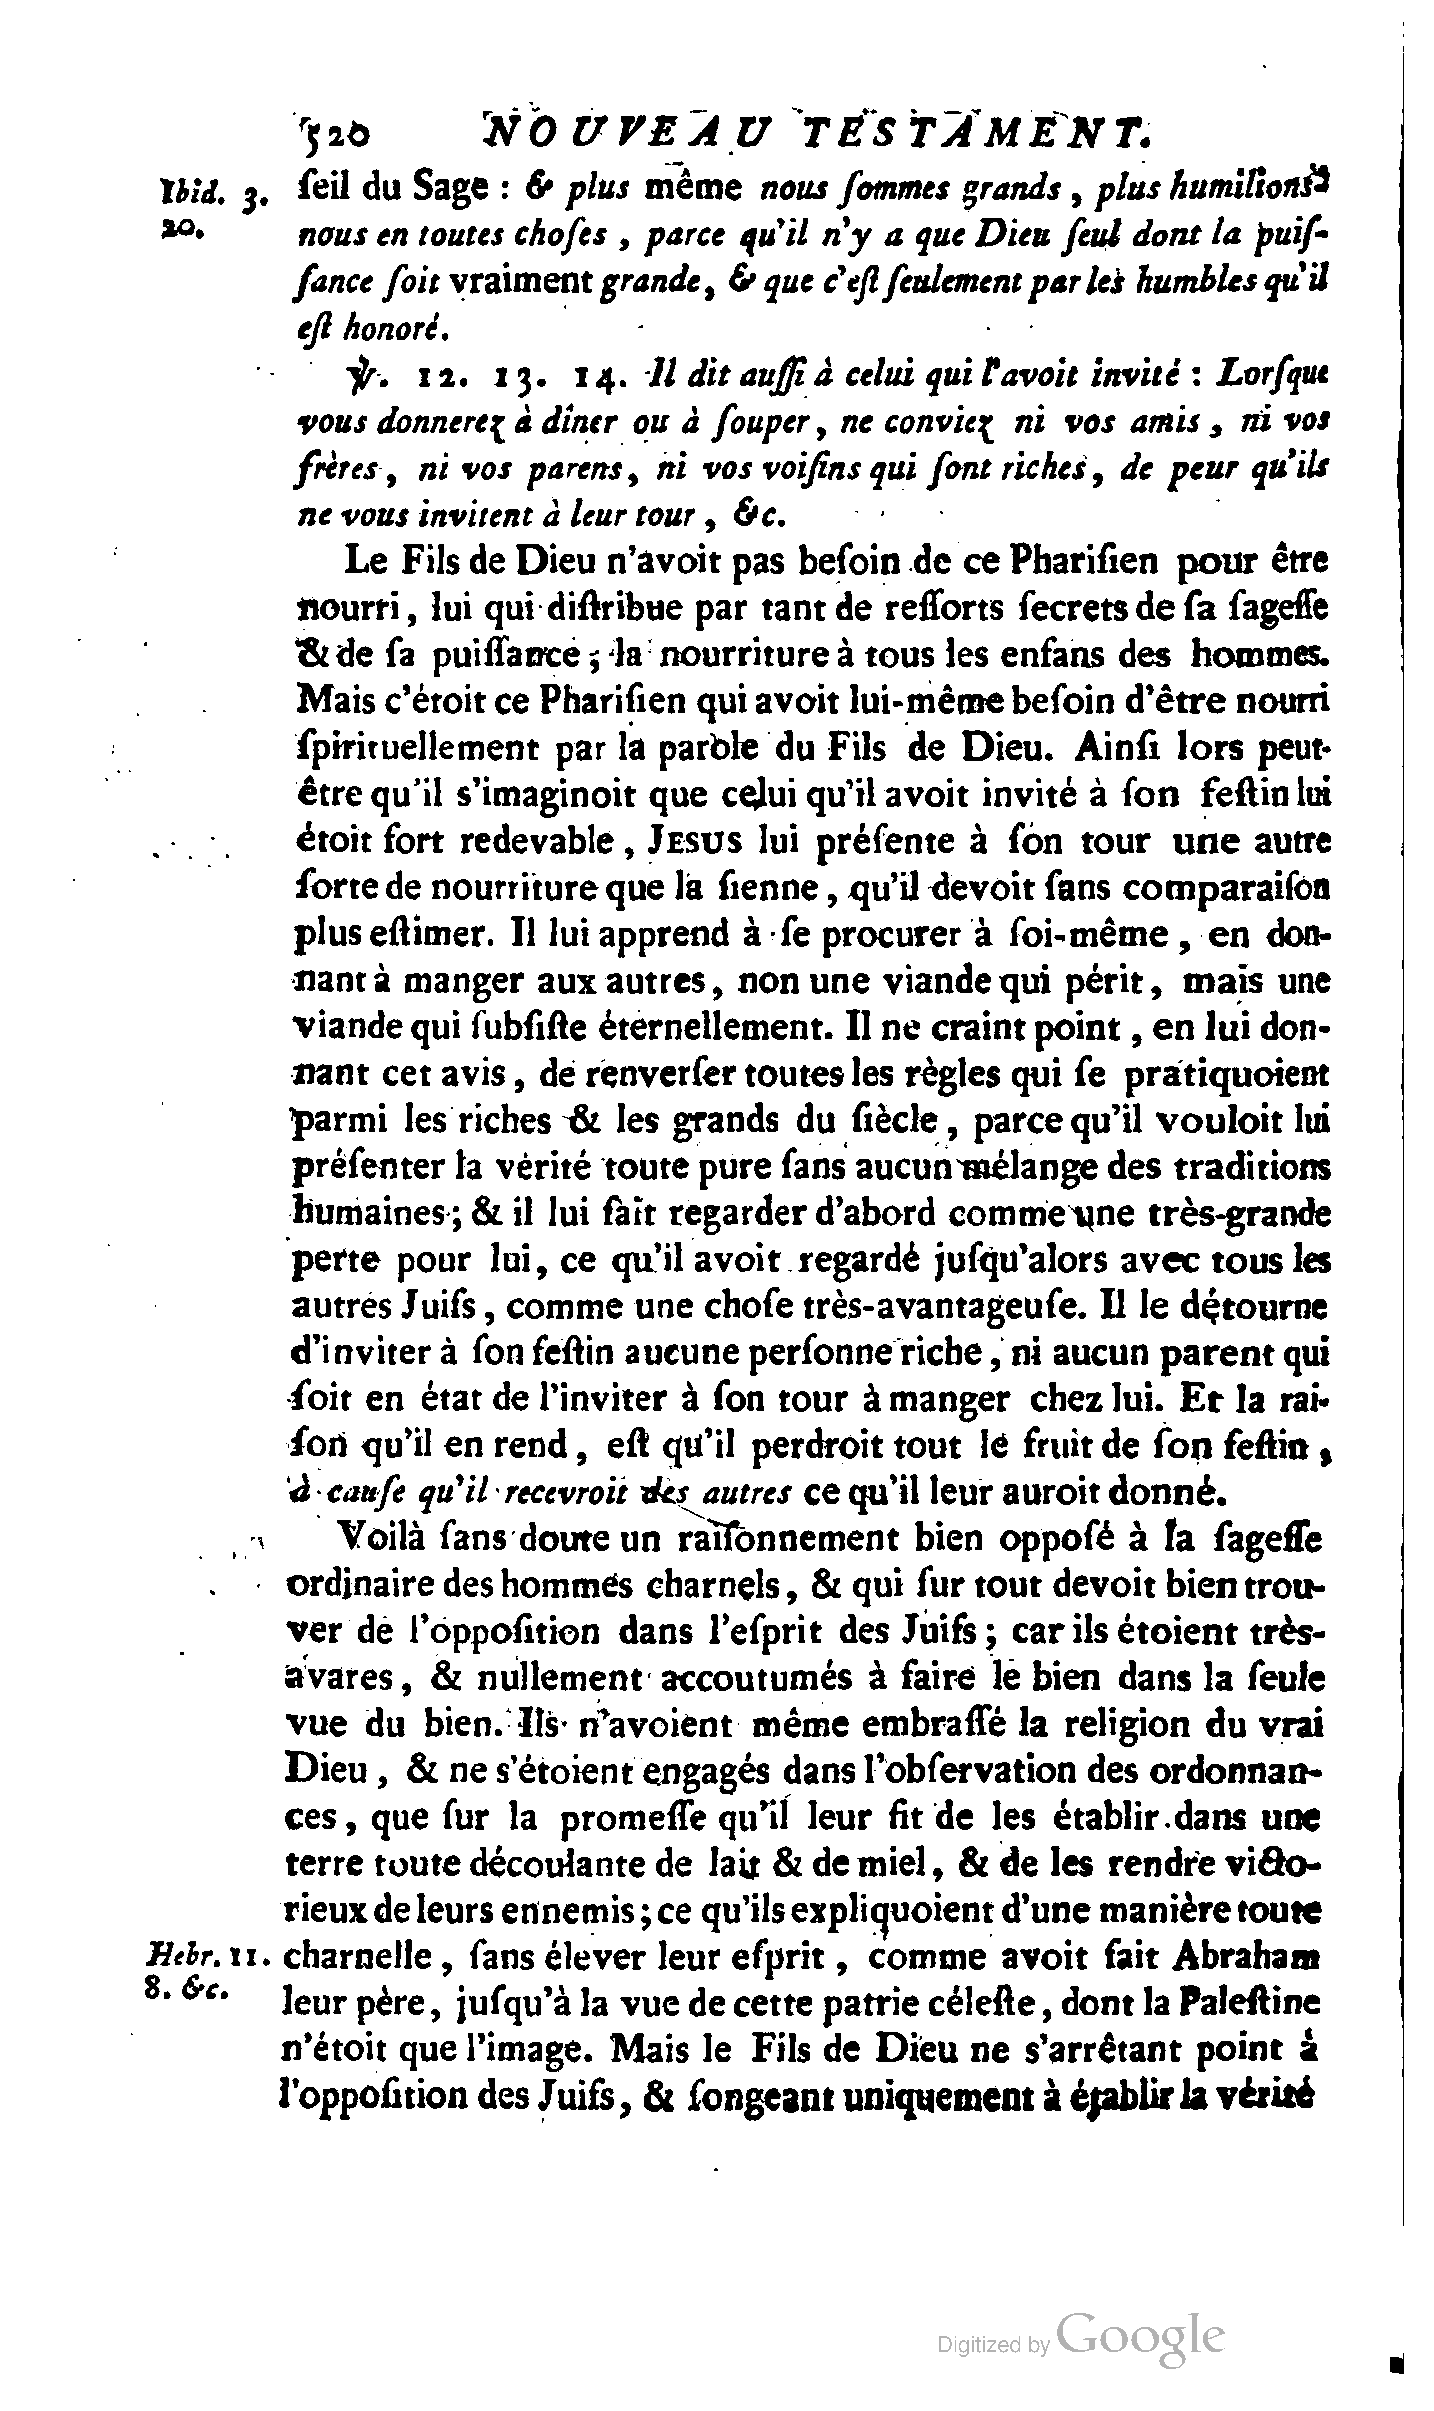 520 NOUVEAU TESTAMENT.
Ibid. 3. ſeil du Sage : & plus même nous ſommes grands , plus humilions-
20. nous en toutes choſes , parce qu'il n'y a que Dieu ſeul dont la puiſ-
ſance ſoit vraiment grande, & que c'eſt ſeulement par les humbles qu'il
eſt honoré.
℣. 12. 13. 14. Il dit auſſi à celui qui l'avoit invité : Lorſque
vous donnerez à dîner ou à ſouper, ne conviez ni vos amis , ni vos
frères, ni vos parens, ni vos voiſins qui ſont riches, de peur qu'ils
ne vous invitent à leur tour , &c.
Le Fils de Dieu n'avoit pas beſoin de ce Phariſien pour être
nourri, lui qui diſtribue par tant de reſſorts ſecrets de ſa ſageſſe
& de ſa puiſſance ; la nourriture à tous les enfans des hommes.
Mais c'étoit ce Phariſien qui avoit lui-même beſoin d'être nourri
ſpirituellement par la parole du Fils de Dieu. Ainſi lors peut-
être qu'il s'imaginoit que celui qu'il avoit invité à ſon feſtin lui
étoit fort redevable , JESUS lui préſente à ſon tour une autre
ſorte de nourriture que la ſienne , qu'il devoit ſans comparaiſon
plus eſtimer. Il lui apprend à ſe procurer à ſoi-même , en don-
nant à manger aux autres, non une viande qui périt, mais une
viande qui ſubſiſte éternellement. Il ne craint point , en lui don-
nant cet avis, de renverſer toutes les règles qui ſe pratiquoient
parmi les riches & les grands du ſiècle, parce qu'il vouloit lui
préſenter la vérité toute pure ſans aucun mélange des traditions
humaines ; & il lui fait regarder d'abord comme une très-grande
perte pour lui, ce qu'il avoit regardé juſqu'alors avec tous les
autres Juifs, comme une choſe très-avantageuſe. Il le détourne
d'inviter à ſon feſtin aucune perſonne riche, ni aucun parent qui
ſoit en état de l'inviter à ſon tour à manger chez lui. Et la rai-
ſon qu'il en rend, eſt qu'il perdroit tout le fruit de ſon feſtin,
à cauſe qu'il recevroit des autres ce qu'il leur auroit donné.
Voilà ſans doute un raiſonnement bien oppoſé à la ſageſſe
ordinaire des hommes charnels, & qui ſur tout devoit bien trou-
ver de l'oppoſition dans l'eſprit des Juifs ; car ils étoient très-
avares, & nullement accoutumés à faire le bien dans la ſeule
vue du bien. Ils n'avoient même embraſſé la religion du vrai
Dieu , & ne s'étoient engagés dans l'obſervation des ordonnan-
ces, que ſur la promeſſe qu'il leur fit de les établir dans une
terre toute découlante de lait & de miel, & de les rendre victo-
rieux de leurs ennemis ; ce qu'ils expliquoient d'une manière toute
Hebr. 11. charnelle , ſans élever leur eſprit , comme avoit fait Abraham
8. &c. leur père, juſqu'à la vue de cette patrie céleſte, dont la Paleſtine
n'étoit que l'image. Mais le Fils de Dieu ne s'arrêtant point à
l'oppoſition des Juifs, & ſongeant uniquement à établir la vérité
Digitized by Google